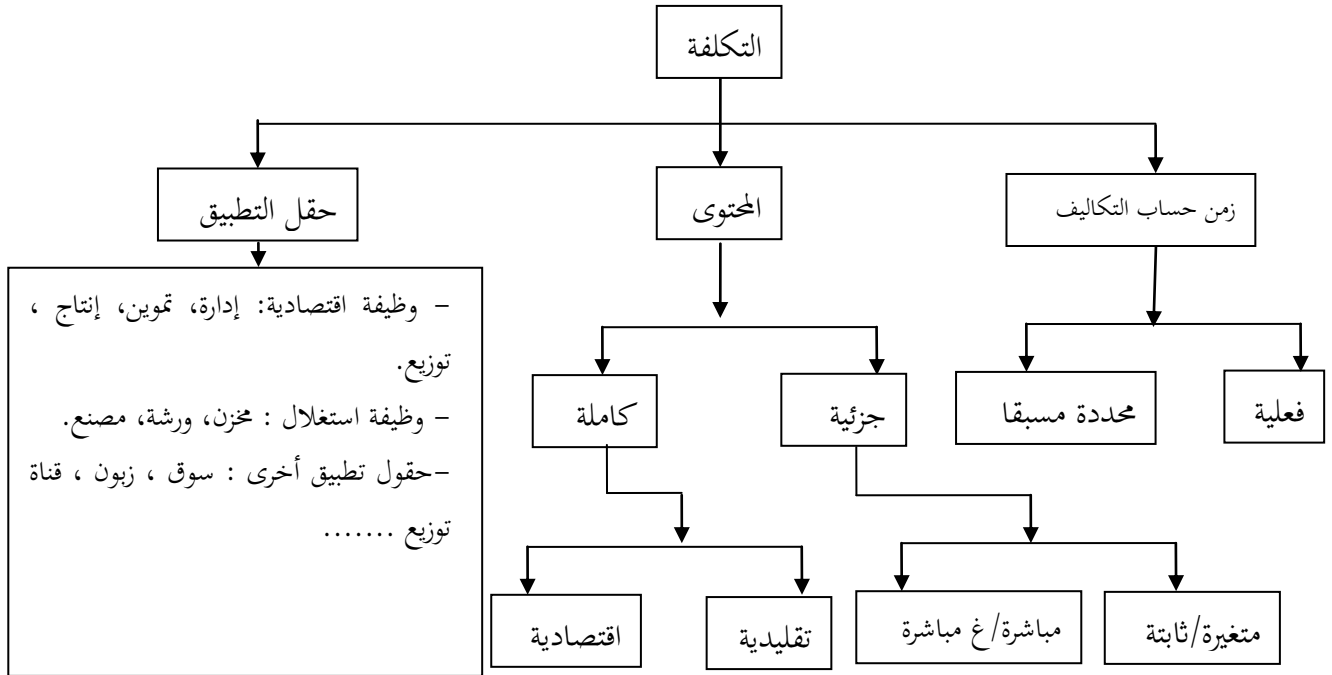 التكلفة
زمن حساب التكاليف
المحتوى
حقل التطبيق
فعلية
محددة مسبقا
جزئية
كاملة
متغيرة/ثابتة
مباشرة/غ مباشرة
تقليدية
اقتصادية
– وظيفة اقتصادية: إدارة، تموين، إنتاج ،
توزيع.
– وظيفة استغلال : مخزن، ورشة، مصنع.
–حقول تطبيق أخرى : سوق ، زبون ، قناة
توزيع .......